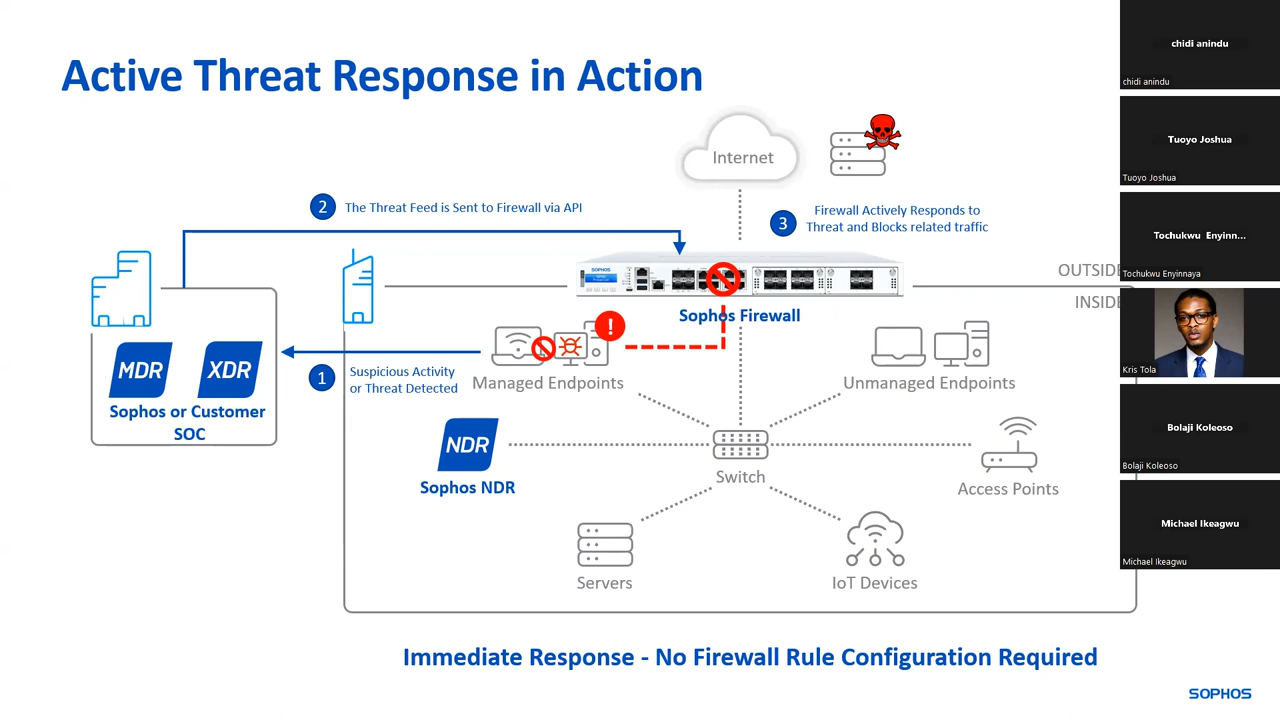 Active Threat Response in Action
Internet
2
The Threat Feed is Sent to Firewall via API
3
Firewall Actively Responds to
Threat and Blocks related traffic
SOPHOS
OUTSIDE
INSIDE
Sophos Firewall
!
Managed Endpoints
Unmanaged Endpoints
1
Suspicious Activity
or Threat Detected
MDR
XDR
Sophos or Customer
SOC
NDR
Sophos NDR
Switch
Access Points
Servers
IoT Devices
Immediate Response - No Firewall Rule Configuration Required
SOPHOS
chidi anindu
chidi anindu
Tuoyo Joshua
Tuoyo Joshua
Tochukwu Enyinn...
Tochukwu Enyinnaya
Kris Tola
Bolaji Koleoso
Bolaji Koleoso
Michael Ikeagwu
Michael Ikeagwu